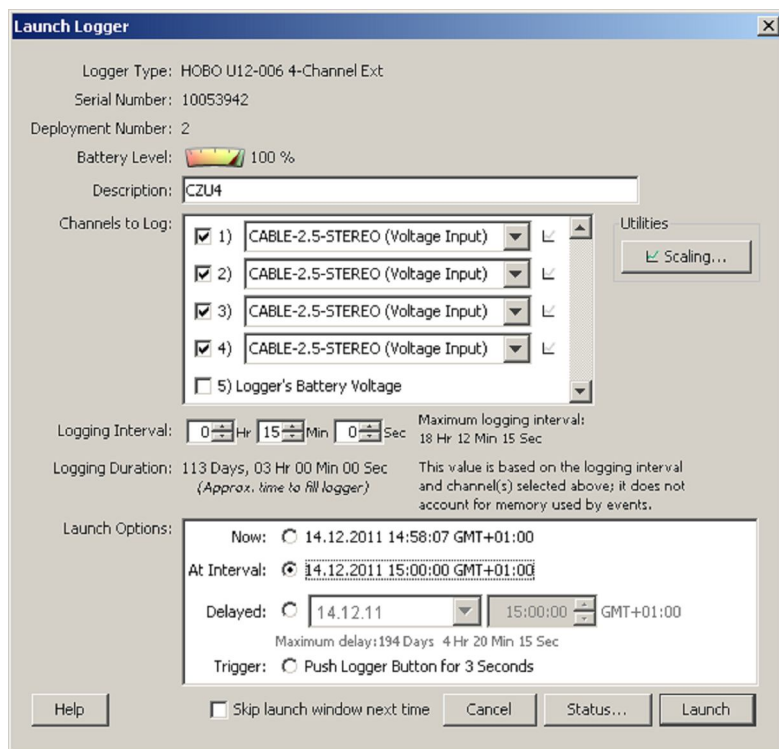 Launch Logger
Logger Type: HOBO U12-006 4-Channel Ext
Serial Number: 10053942
Deployment Number: 2
Battery Level: 100 %
Description: CZU4
Channels to Log:
1) CABLE-2.5-STEREO (Voltage Input)
2) CABLE-2.5-STEREO (Voltage Input)
3) CABLE-2.5-STEREO (Voltage Input)
4) CABLE-2.5-STEREO (Voltage Input)
5) Logger's Battery Voltage
Utilities
Scaling...
Logging Interval: 0 Hr 15 Min 0 Sec
Maximum logging interval:
18 Hr 12 Min 15 Sec
Logging Duration: 113 Days, 03 Hr 00 Min 00 Sec
(Approx. time to fill logger)
This value is based on the logging interval
and channel(s) selected above; it does not
account for memory used by events.
Launch Options:
Now: 14.12.2011 14:58:07 GMT+01:00
At Interval: 14.12.2011 15:00:00 GMT+01:00
Delayed: 14.12.11 15:00:00 GMT+01:00
Maximum delay:194 Days 4 Hr 20 Min 15 Sec
Trigger: Push Logger Button for 3 Seconds
Help Skip launch window next time Cancel Status... Launch